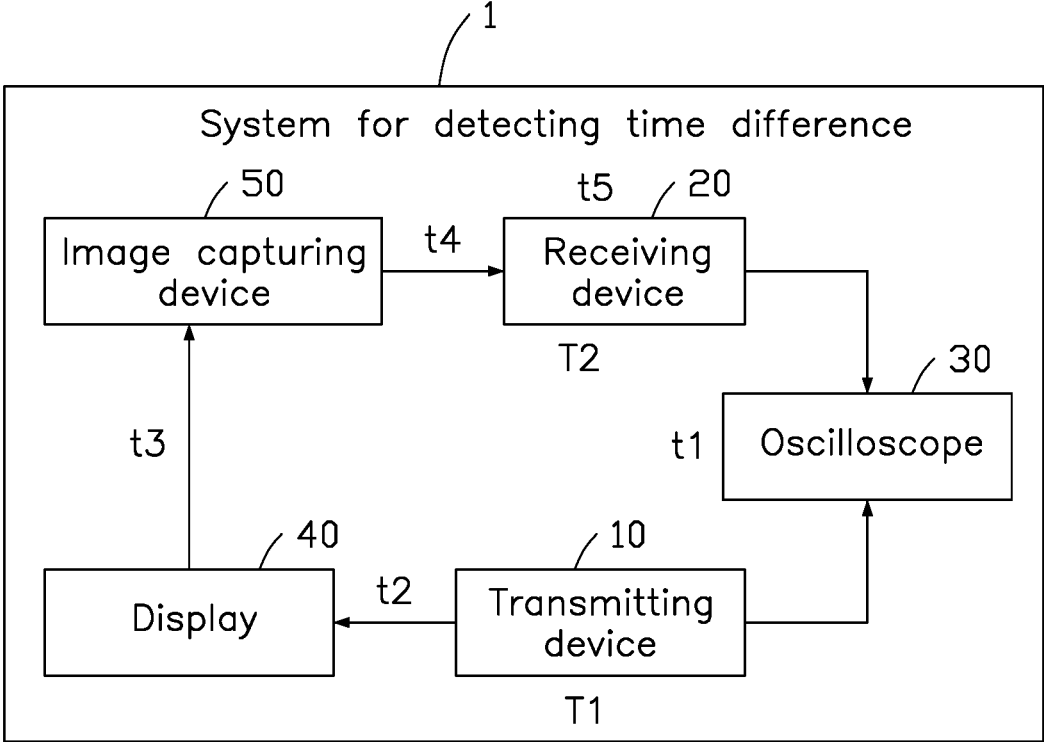 1
System for detecting time difference
50
t5
20
Image capturing
device
t4
Receiving
device
T2
30
t3
t1
Oscilloscope
40
10
Display
t2
Transmitting
device
T1